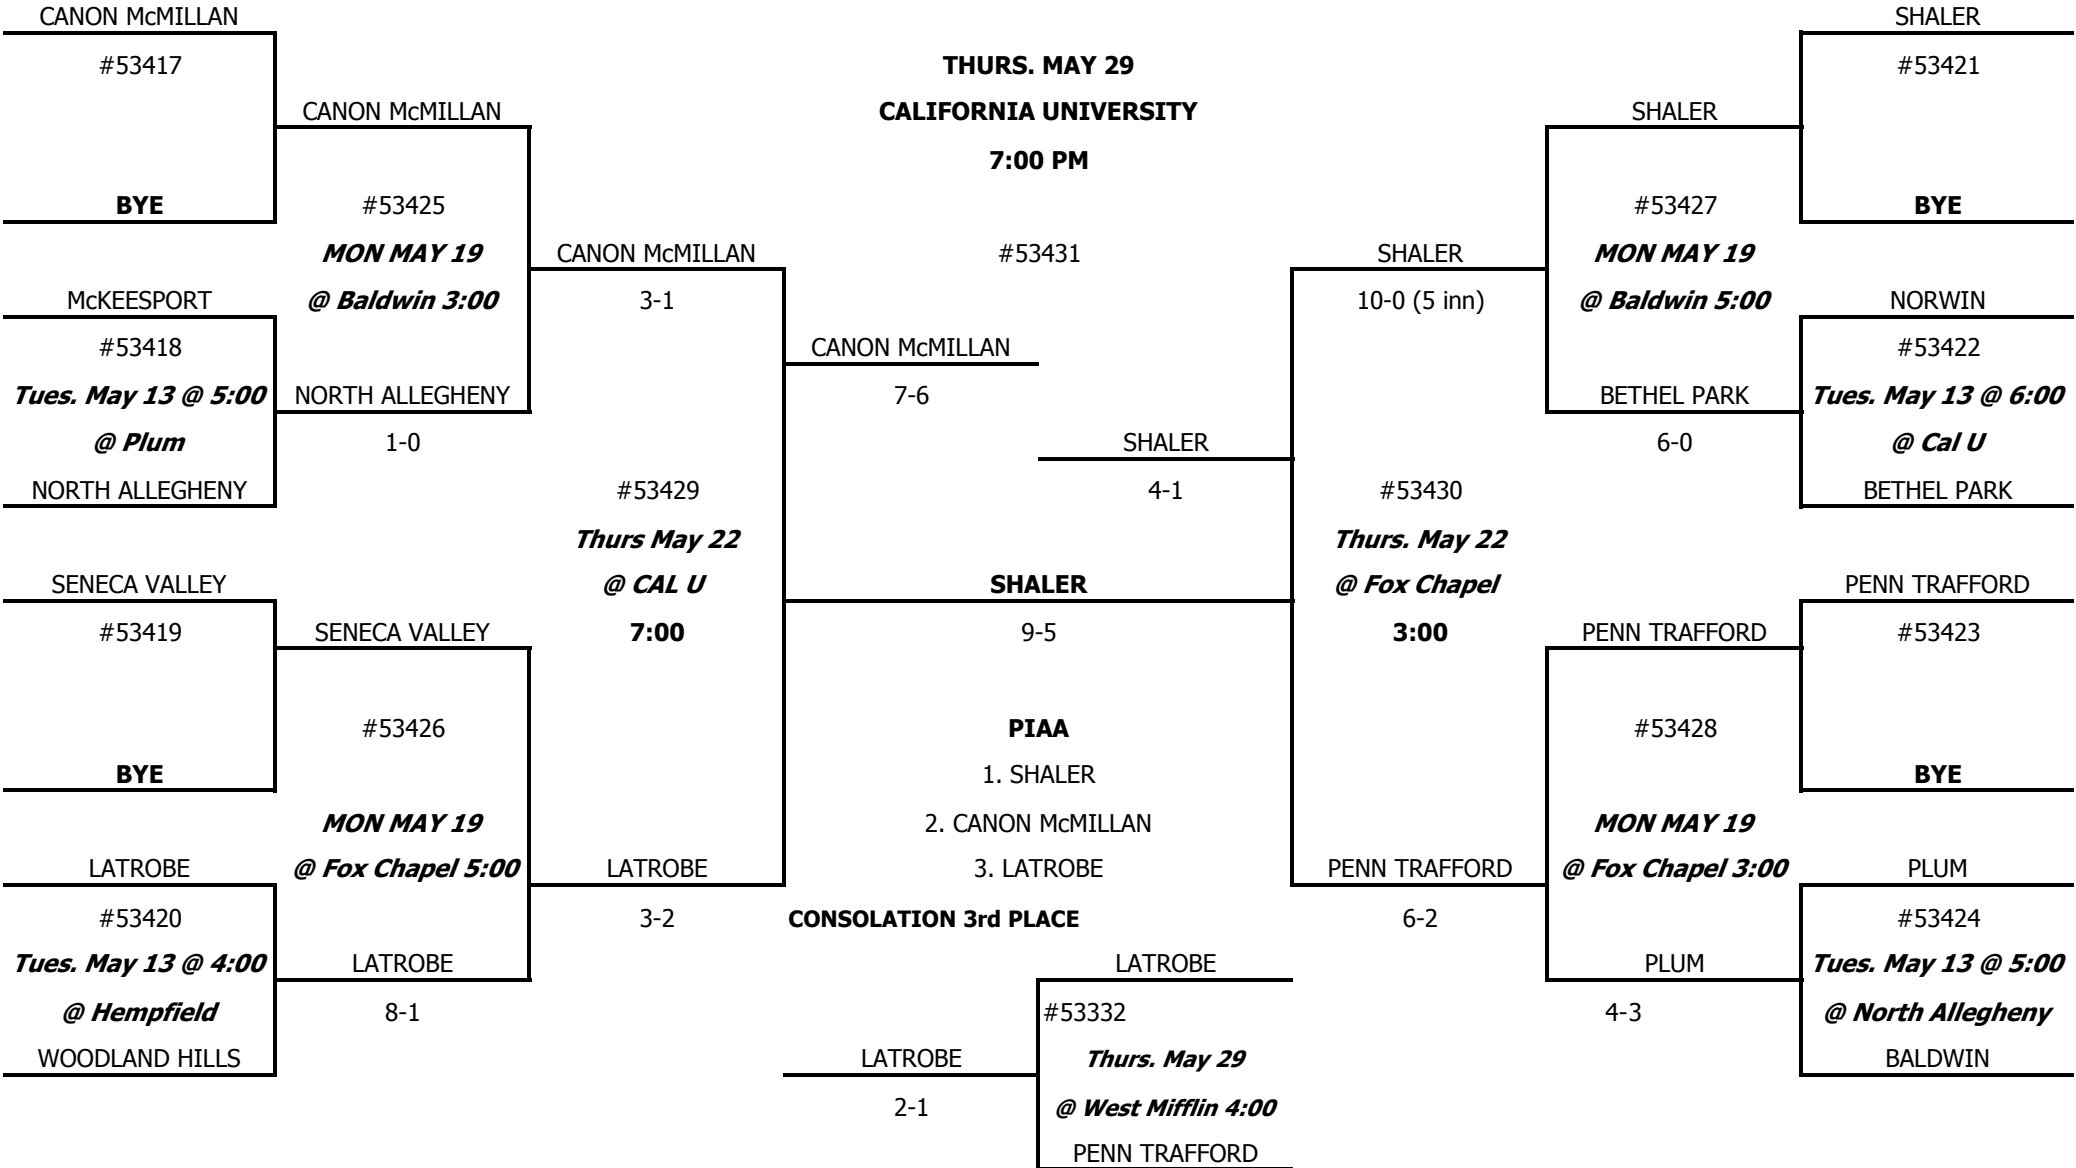 CANON McMILLAN
SHALER
#53417
THURS. MAY 29
#53421
CANON McMILLAN
CALIFORNIA UNIVERSITY
SHALER
7:00 PM
BYE
#53425
#53427
BYE
MON MAY 19
CANON McMILLAN
#53431
SHALER
MON MAY 19
McKEESPORT
@ Baldwin 3:00
3-1
10-0 (5 inn)
@ Baldwin 5:00
NORWIN
#53418
CANON McMILLAN
#53422
Tues. May 13 @ 5:00
NORTH ALLEGHENY
7-6
BETHEL PARK
Tues. May 13 @ 6:00
@ Plum
1-0
SHALER
6-0
@ Cal U
NORTH ALLEGHENY
#53429
4-1
#53430
BETHEL PARK
Thurs May 22
Thurs. May 22
SENECA VALLEY
@ CAL U
SHALER
@ Fox Chapel
PENN TRAFFORD
#53419
SENECA VALLEY
7:00
9-5
3:00
PENN TRAFFORD
#53423
#53426
PIAA
#53428
BYE
1. SHALER
BYE
MON MAY 19
2. CANON McMILLAN
MON MAY 19
LATROBE
@ Fox Chapel 5:00
LATROBE
3. LATROBE
PENN TRAFFORD
@ Fox Chapel 3:00
PLUM
#53420
3-2
CONSOLATION 3rd PLACE
6-2
#53424
Tues. May 13 @ 4:00
LATROBE
LATROBE
PLUM
Tues. May 13 @ 5:00
@ Hempfield
8-1
#53332
4-3
@ North Allegheny
WOODLAND HILLS
LATROBE
Thurs. May 29
BALDWIN
2-1
@ West Mifflin 4:00
PENN TRAFFORD